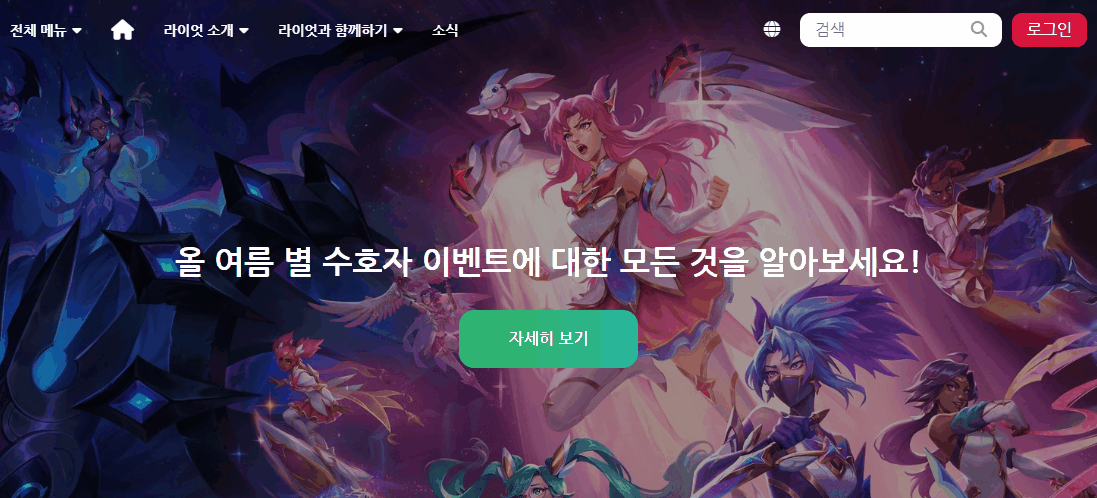 전체 메뉴
라이엇 소개
라이엇과 함께하기
소식
검색
로그인
올 여름 별 수호자 이벤트에 대한 모든 것을 알아보세요!
자세히 보기